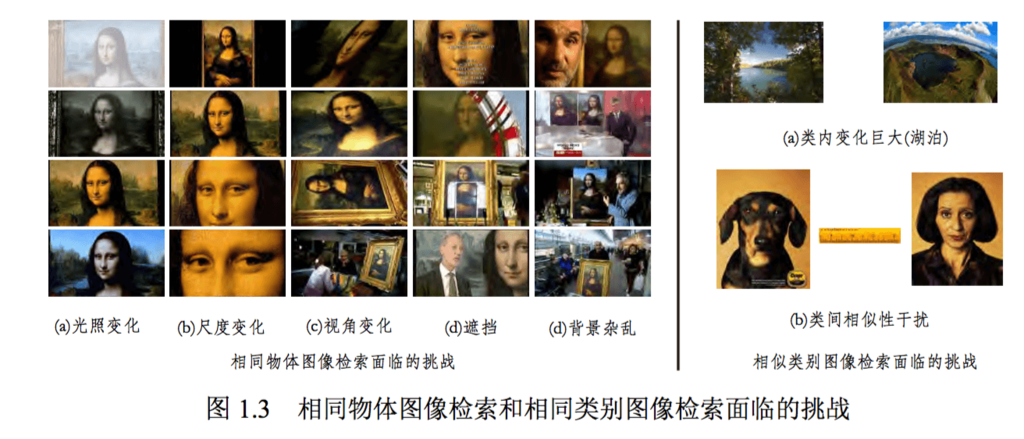 (a)光照变化
(b)尺度变化
(c)视角变化
(d)遮挡
(d)背景杂乱
相同物体图像检索面临的挑战
(a)类内变化巨大(湖泊)
(b)类间相似性干扰
相似类别图像检索面临的挑战
图 1.3 相同物体图像检索和相同类别图像检索面临的挑战